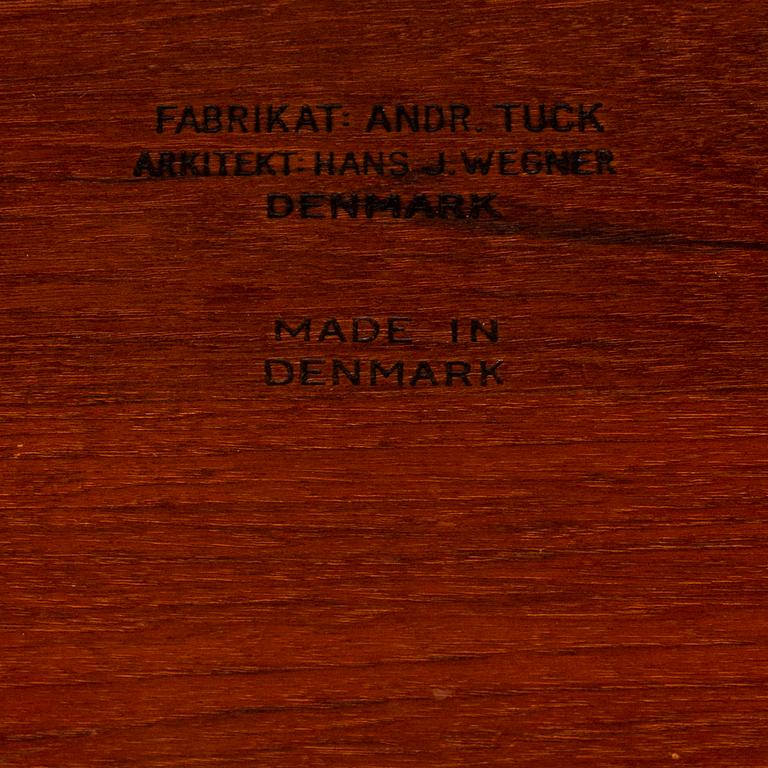 FABRIKAT: ANDR. TUCK
ARKITEKT: HANS J. WEGNER
DENMARK
MADE IN
DENMARK